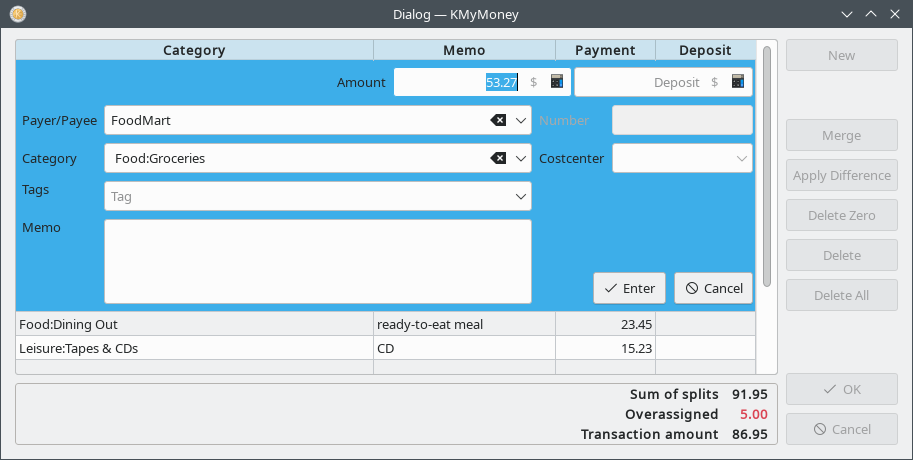 Dialog — KMyMoney
Category Memo Payment Deposit
New
Amount 53.27 $ Deposit $
Payer/Payee FoodMart Number
Merge
Category Food:Groceries Costcenter
Apply Difference
Tags Tag
Delete Zero
Memo
Delete
Enter Cancel
Delete All
Food:Dining Out ready-to-eat meal 23.45
Leisure:Tapes & CDs CD 15.23
Sum of splits 91.95
OK
Overassigned 5.00
Transaction amount 86.95
Cancel